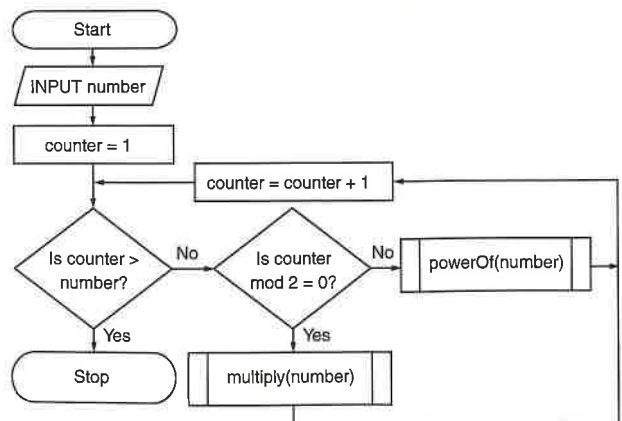 Start
INPUT number
counter = 1
counter = counter + 1
Is counter >
number?
No
Is counter
mod 2 = 0?
No
powerOf(number)
Yes
Yes
Stop
multiply(number)